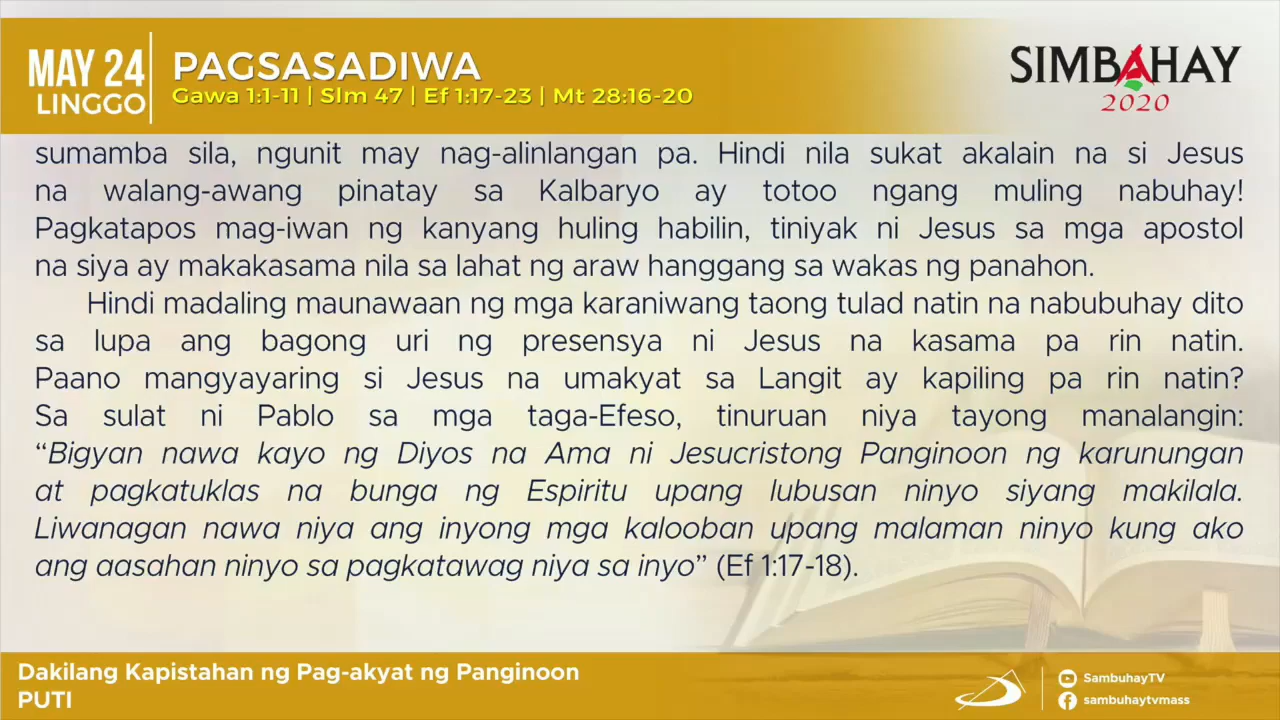 MAY 24
LINGGO
PAGSASADIWA
Gawa 1:1-11 | Slm 47 | Ef 1:17-23 | Mt 28:16-20
SIMBAHAY
2020
sumamba sila, ngunit may nag-alinlangan pa. Hindi nila sukat akalain na si Jesus
na walang-awang pinatay sa Kalbaryo ay totoo ngang muling nabuhay!
Pagkatapos mag-iwan ng kanyang huling habilin, tiniyak ni Jesus sa mga apostol
na siya ay makakasama nila sa lahat ng araw hanggang sa wakas ng panahon.
Hindi madaling maunawaan ng mga karaniwang taong tulad natin na nabubuhay dito
sa lupa ang bagong uri ng presensya ni Jesus na kasama pa rin natin.
Paano mangyayaring si Jesus na umakyat sa Langit ay kapiling pa rin natin?
Sa sulat ni Pablo sa mga taga-Efeso, tinuruan niya tayong manalangin:
“Bigyan nawa kayo ng Diyos na Ama ni Jesucristong Panginoon ng karunungan
at pagkatuklas na bunga ng Espiritu upang lubusan ninyo siyang makilala.
Liwanagan nawa niya ang inyong mga kalooban upang malaman ninyo kung ako
ang aasahan ninyo sa pagkatawag niya sa inyo” (Ef 1:17-18).
Dakilang Kapistahan ng Pag-akyat ng Panginoon
PUTI
SambuhayTV
sambuhaytvmass